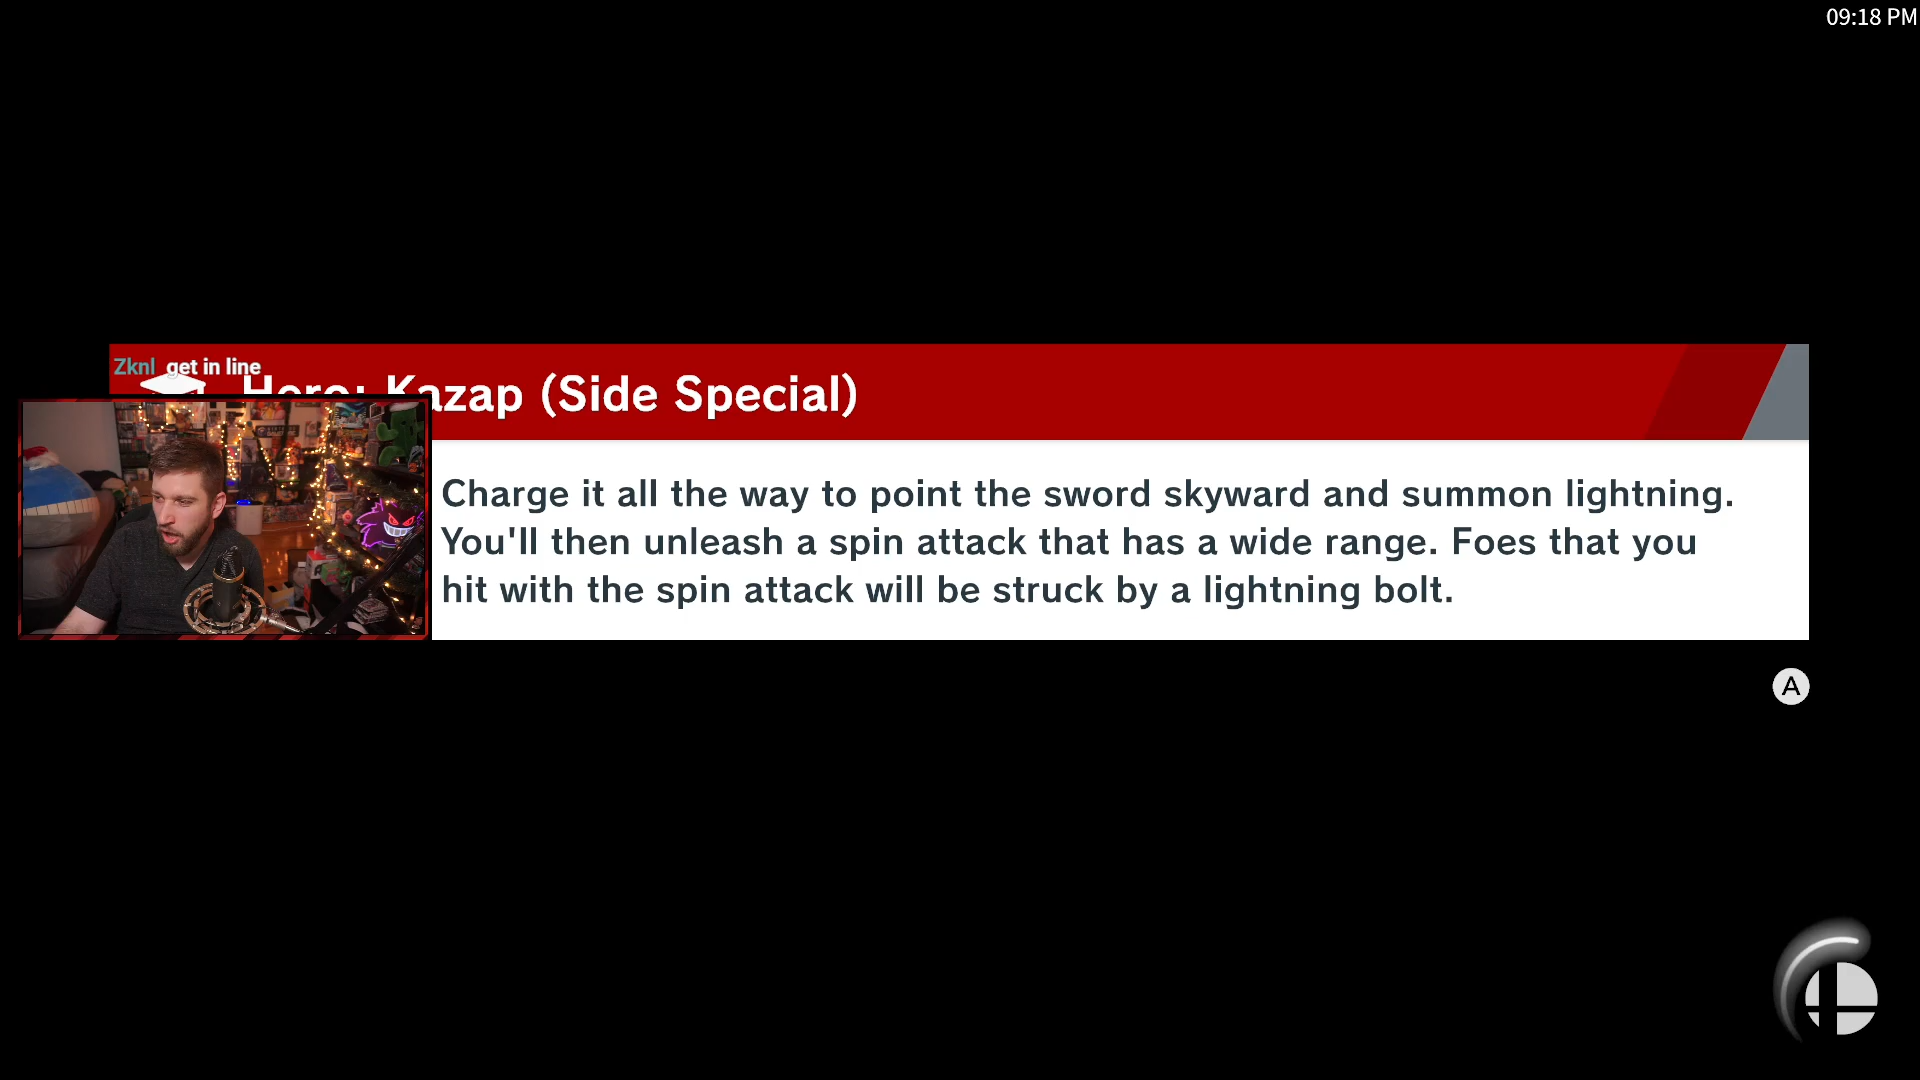 09:18 PM
Zknl get in line
Hero: Kazap (Side Special)
Charge it all the way to point the sword skyward and summon lightning.
You'll then unleash a spin attack that has a wide range. Foes that you
hit with the spin attack will be struck by a lightning bolt.
A